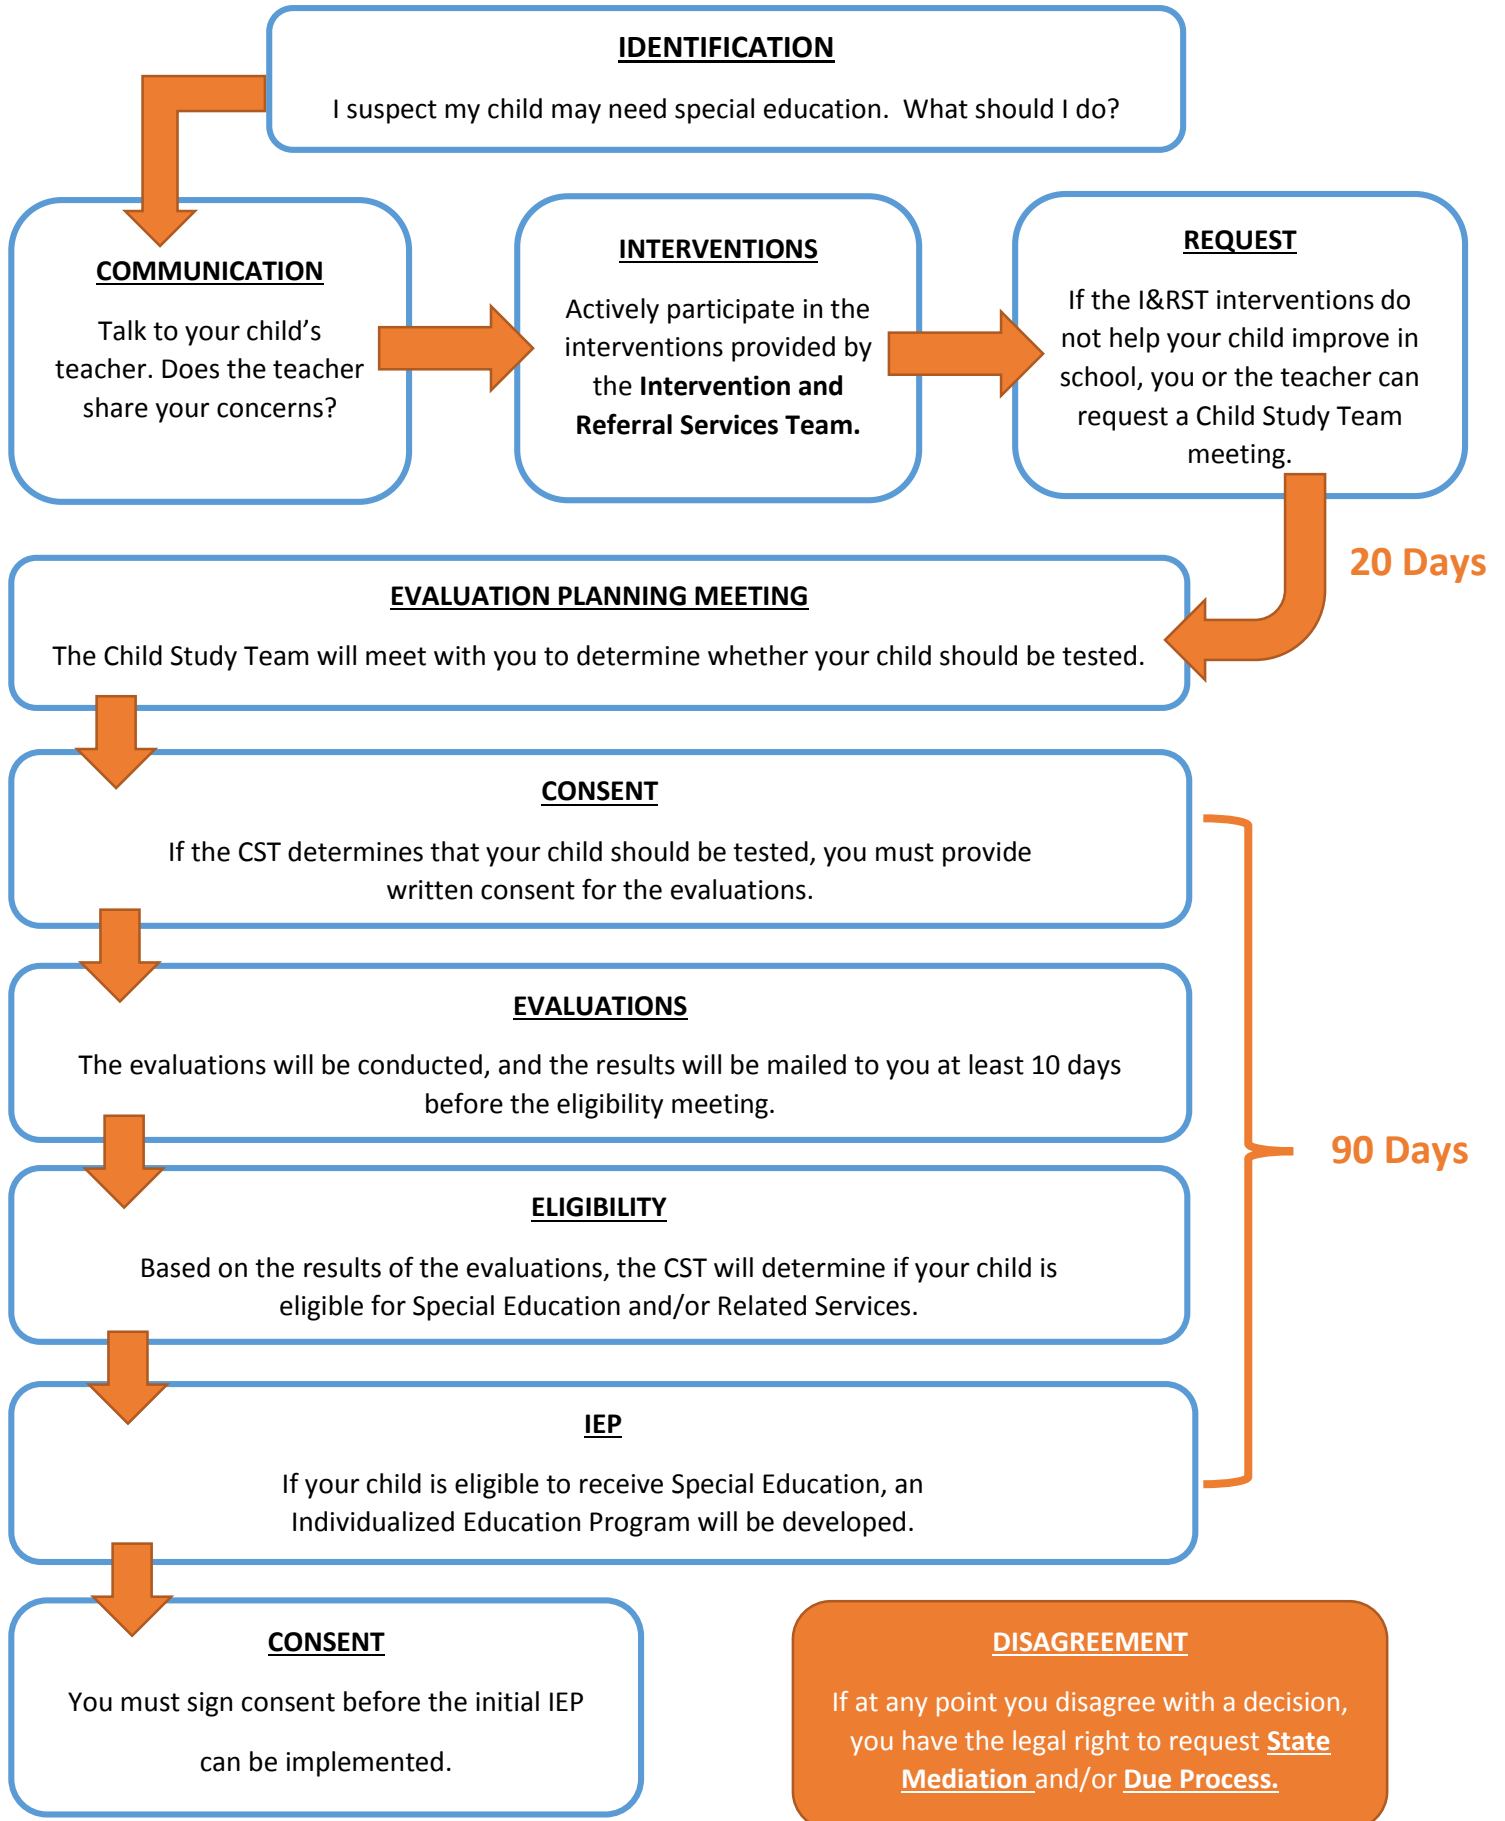 IDENTIFICATION
I suspect my child may need special education.  What should I do?
COMMUNICATION
Talk to your child’s
teacher. Does the teacher
share your concerns?
INTERVENTIONS
Actively participate in the
interventions provided by
the Intervention and
Referral Services Team.
REQUEST
If the I&RST interventions do
not help your child improve in
school, you or the teacher can
request a Child Study Team
meeting.
20 Days
EVALUATION PLANNING MEETING
The Child Study Team will meet with you to determine whether your child should be tested.
CONSENT
If the CST determines that your child should be tested, you must provide
written consent for the evaluations.
EVALUATIONS
The evaluations will be conducted, and the results will be mailed to you at least 10 days
before the eligibility meeting.
90 Days
ELIGIBILITY
Based on the results of the evaluations, the CST will determine if your child is
eligible for Special Education and/or Related Services.
IEP
If your child is eligible to receive Special Education, an
Individualized Education Program will be developed.
CONSENT
You must sign consent before the initial IEP
can be implemented.
DISAGREEMENT
If at any point you disagree with a decision,
you have the legal right to request State
Mediation and/or Due Process.